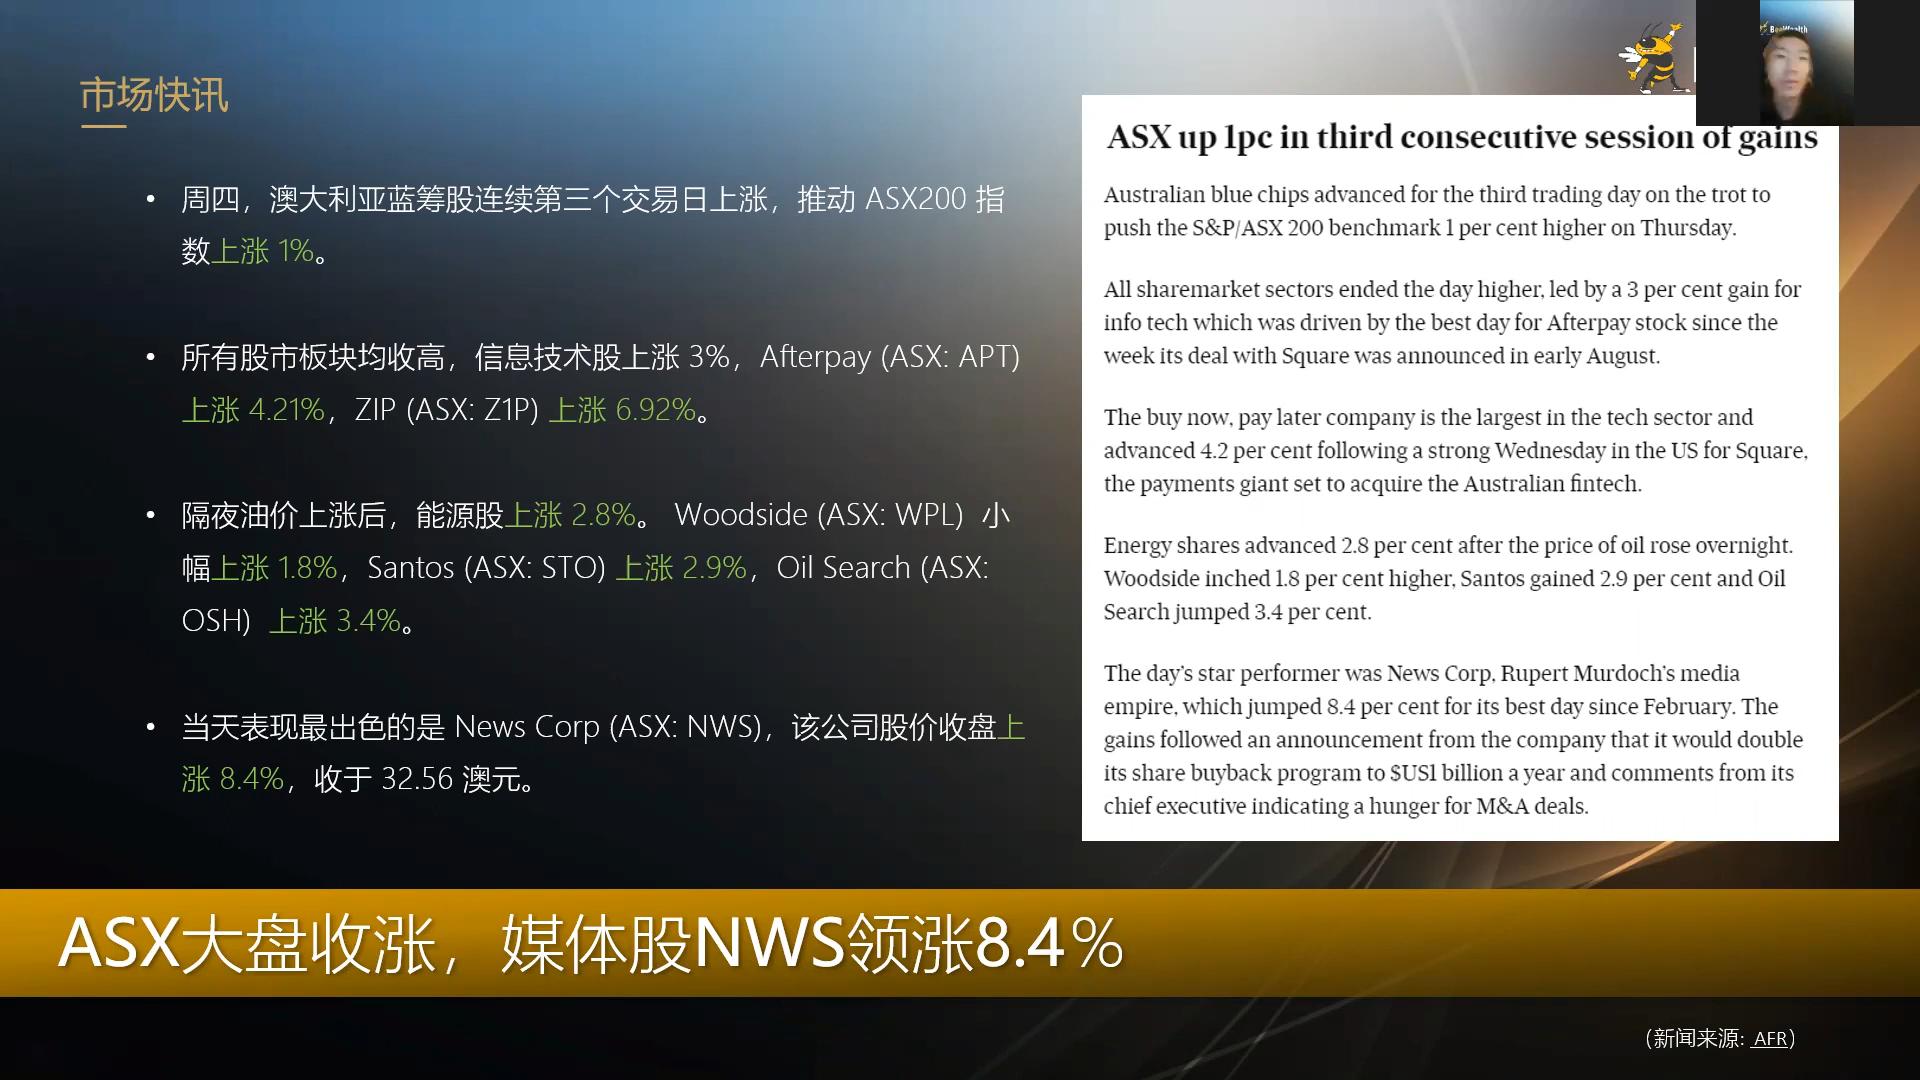 市场快讯
• 周四，澳大利亚蓝筹股连续第三个交易日上涨，推动 ASX200 指
数上涨 1%。
• 所有股市板块均收高，信息技术股上涨 3%，Afterpay (ASX: APT)
上涨 4.21%，ZIP (ASX: Z1P) 上涨 6.92%。
• 隔夜油价上涨后，能源股上涨 2.8%。 Woodside (ASX: WPL) 小
幅上涨 1.8%，Santos (ASX: STO) 上涨 2.9%，Oil Search (ASX:
OSH) 上涨 3.4%。
• 当天表现最出色的是 News Corp (ASX: NWS)，该公司股价收盘上
涨 8.4%，收于 32.56 澳元。
BeeWealth
ASX up 1pc in third consecutive session of gains
Australian blue chips advanced for the third trading day on the trot to
push the S&P/ASX 200 benchmark 1 per cent higher on Thursday.
All sharemarket sectors ended the day higher, led by a 3 per cent gain for
info tech which was driven by the best day for Afterpay stock since the
week its deal with Square was announced in early August.
The buy now, pay later company is the largest in the tech sector and
advanced 4.2 per cent following a strong Wednesday in the US for Square,
the payments giant set to acquire the Australian fintech.
Energy shares advanced 2.8 per cent after the price of oil rose overnight.
Woodside inched 1.8 per cent higher, Santos gained 2.9 per cent and Oil
Search jumped 3.4 per cent.
The day’s star performer was News Corp, Rupert Murdoch’s media
empire, which jumped 8.4 per cent for its best day since February. The
gains followed an announcement from the company that it would double
its share buyback program to $US1 billion a year and comments from its
chief executive indicating a hunger for M&A deals.
ASX大盘收涨，媒体股NWS领涨8.4%
（新闻来源: AFR）